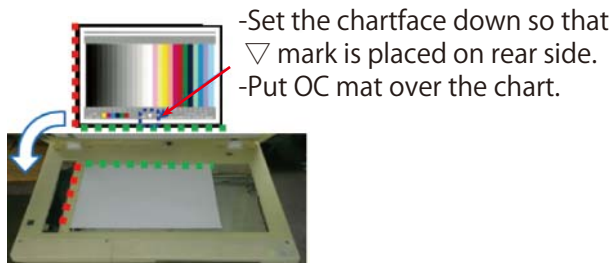 -Set the chartface down so that
▽ mark is placed on rear side.
-Put OC mat over the chart.